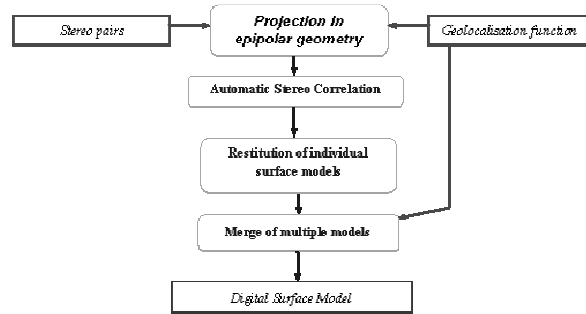 Stereo pairs
Projection in
epipolar geometry
Geolocalisation function
Automatic Stereo Correlation
Restitution of individual
surface models
Merge of multiple models
Digital Surface Model